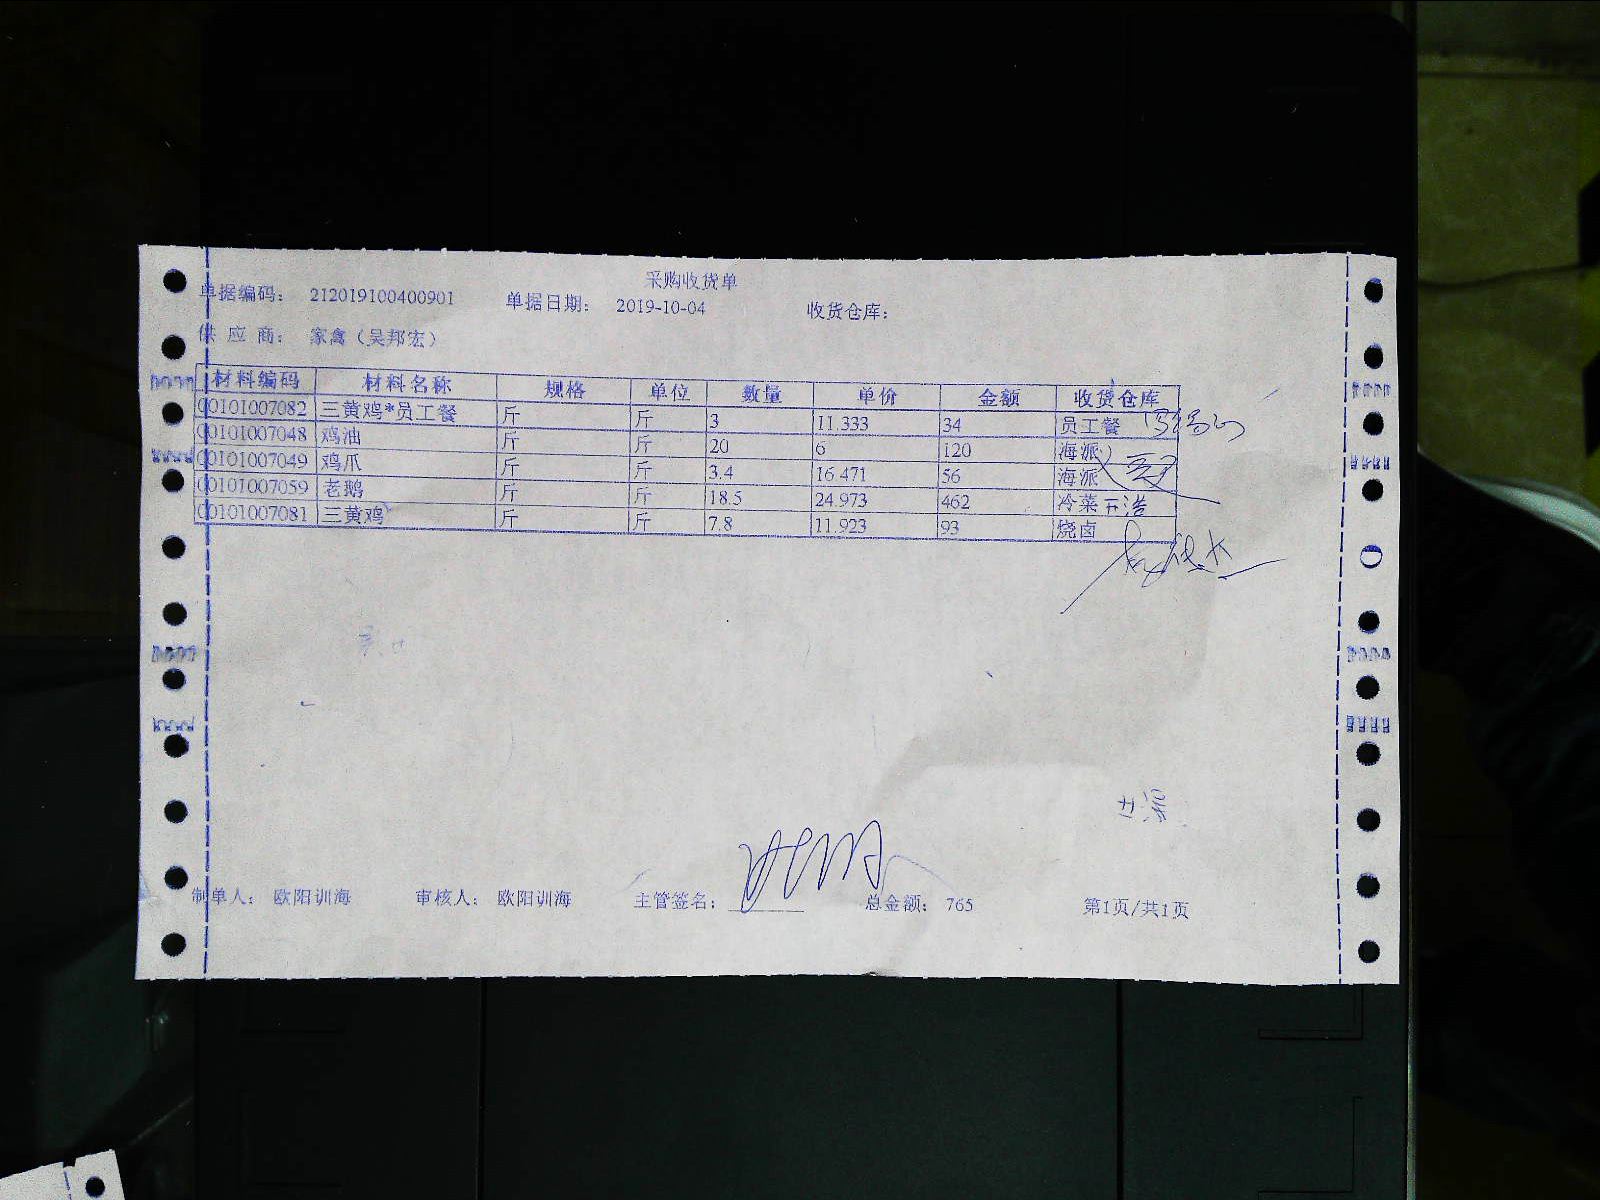 采购收货单
单据编码： 212019100400901 单据日期： 2019-10-04 收货仓库：
供 应 商： 家禽（吴邦宏）
材料编码 材料名称 规格 单位 数量 单价 金额 收货仓库
00101007082 三黄鸡*员工餐 斤 斤 3 11.333 34 员工餐
00101007048 鸡油 斤 斤 20 6 120 海派
00101007049 鸡爪 斤 斤 3.4 16.471 56 海派
00101007059 老鹅 斤 斤 18.5 24.973 462 冷菜
00101007081 三黄鸡 斤 斤 7.8 11.923 93 烧卤
制单人： 欧阳训海 审核人： 欧阳训海 主管签名： 总金额： 765 第1页/共1页